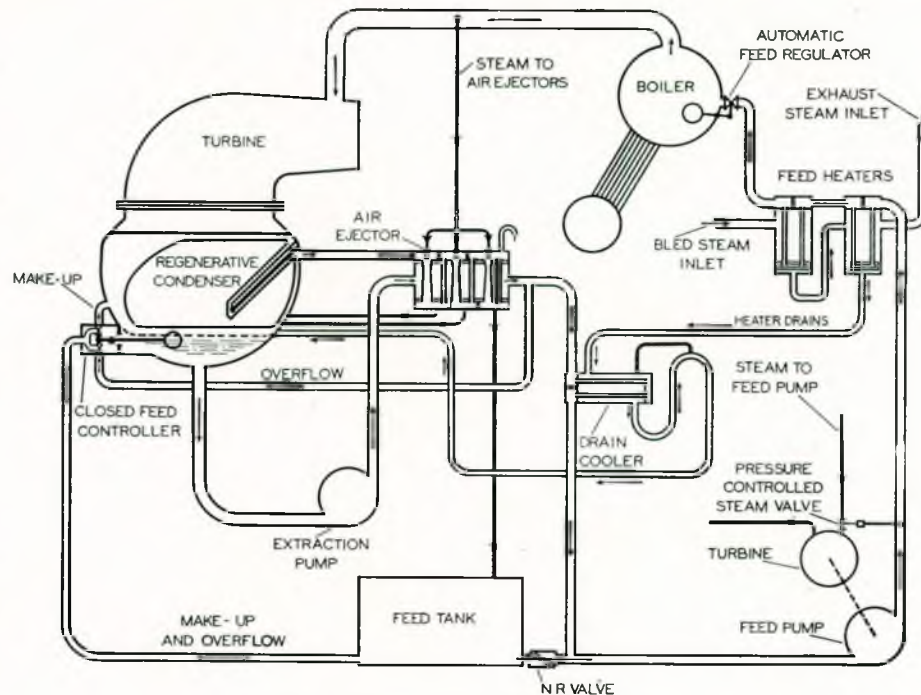 AUTOMATIC
FEED REGULATOR
STEAM TO
AIR EJECTORS
BOILER
EXHAUST
STEAM INLET
TURBINE
FEED HEATERS
AIR
EJECTOR
BLED STEAM
INLET
REGENERATIVE
CONDENSER
MAKE-UP
HEATER DRAINS
OVERFLOW
STEAM TO
FEED PUMP
CLOSED FEED
CONTROLLER
DRAIN
COOLER
PRESSURE
CONTROLLED
STEAM VALVE
EXTRACTION
PUMP
TURBINE
MAKE-UP
AND OVERFLOW
FEED TANK
FEED PUMP
N R VALVE